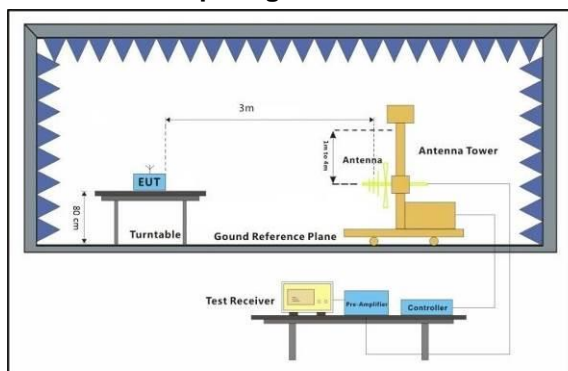 3m
Antenna
1m to 4m
Antenna Tower
EUT
80 cm
Turntable
Gound Reference Plane
Test Receiver
Pre-Amplifier
Controller